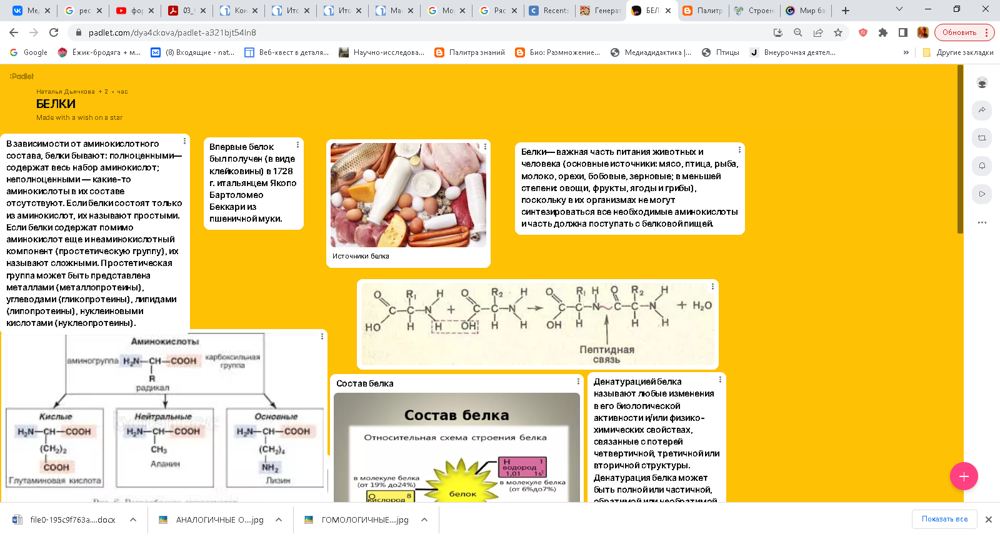 Ме,
рес
фор
03_
Кон
Ито
Ито
Ма
Мо
Ряс
Recents
Генерат
БЕЛ
Палитр
Строен
Мир ба
padlet.com/dya4ckova/padlet-a321bjt54ln8
Обновить
Google
Ёжик-бродяга + м...
(8) Входящие - nat...
Веб-квест в деталя...
Научно-исследова...
Палитра знаний
Био: Размножение...
Медиадидактика |...
Птицы
Внеурочная деятел...
»
Другие закладки
:Padlet
Наталья Дьячкова + 2 • час
БЕЛКИ
Made with a wish on a star
В зависимости от аминокислотного
состава, белки бывают: полноценными—
содержат весь набор аминокислот;
неполноценными — какие-то
аминокислоты в их составе
отсутствуют. Если белки состоят только
из аминокислот, их называют простыми.
Если белки содержат помимо
аминокислот еще и неаминокислотный
компонент (простетическую группу), их
называют сложными. Простетическая
группа может быть представлена
металлами (металлопротеины),
углеводами (гликопротеины), липидами
(липопротеины), нуклеиновыми
кислотами (нуклеопротеины).
Впервые белок
был получен (в виде
клейковины) в 1728
г. итальянцем Якопо
Бартоломео
Беккари из
пшеничной муки.
Источники белка
Белки— важная часть питания животных и
человека (основные источники: мясо, птица, рыба,
молоко, орехи, бобовые, зерновые; в меньшей
степени: овощи, фрукты, ягоды и грибы),
поскольку в их организмах не могут
синтезироваться все необходимые аминокислоты
и часть должна поступать с белковой пищей.
O R₁ H O R₂ H O R₁ H O R₂ H
C—C—N + C—C—N → C—C—N~C—C—N + H₂O
HO H H OH H H OH H H H
Пептидная
связь
Аминокислоты
аминогруппа H₂N—CH—COOH карбоксильная
группа
R
радикал
Кислые
H₂N—CH—COOH
(CH₂)₂
COOH
Глутаминовая кислота
Нейтральные
H₂N—CH—COOH
CH₃
Аланин
Основные
H₂N—CH—COOH
(CH₂)₄
NH₂
Лизин
Состав белка
Состав белка
Относительная схема строения белка
H 1
водород
1,01 1s¹
в молекуле белка
(от 6%до7%)
в молекуле белка
(от 19% до24%)
O 8
Кислород
белок
Денатурацией белка
называют любые изменения
в его биологической
активности и/или физико-
химических свойствах,
связанные с потерей
четвертичной, третичной или
вторичной структуры.
Денатурация белка может
быть полной или частичной,
обратимой или необратимой
file0-195c9f763a....docx
АНАЛОГИЧНЫЕ О....jpg
ГОМОЛОГИЧНЫЕ....jpg
Показать все